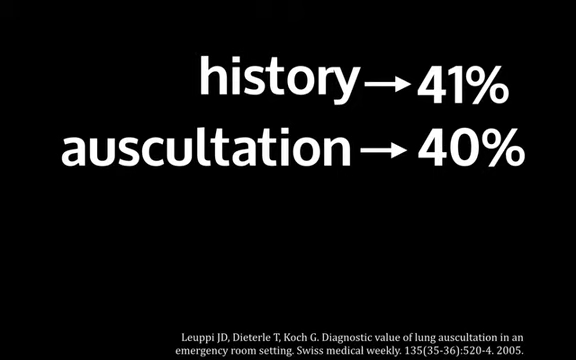 history → 41%
auscultation → 40%
Leuppi JD, Dieterle T, Koch G. Diagnostic value of lung auscultation in an
emergency room setting. Swiss medical weekly. 135(35-36):520-4. 2005.